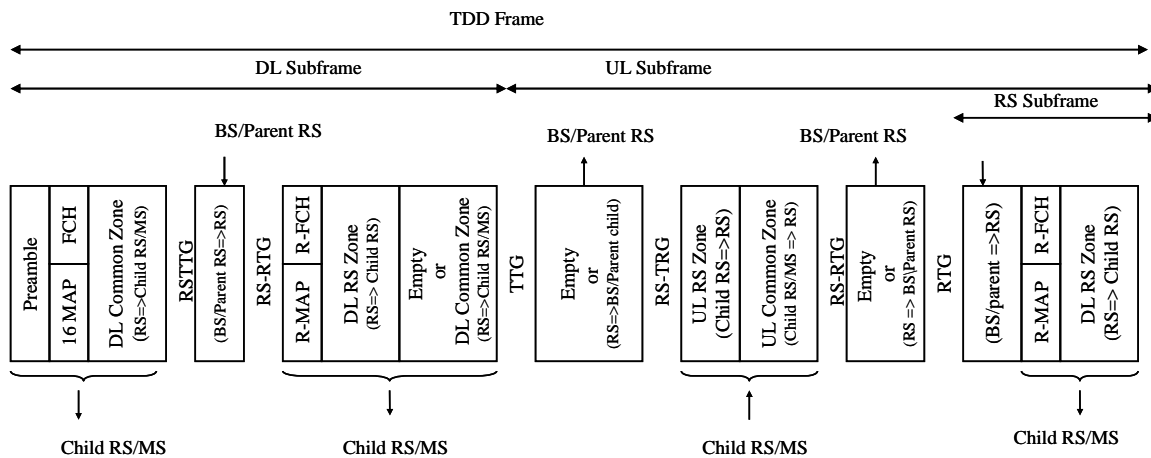 TDD Frame
DL Subframe
UL Subframe
RS Subframe
BS/Parent RS
BS/Parent RS
BS/Parent RS
Preamble
FCH
16 MAP
DL Common Zone
(RS=>Child RS/MS)
RSTTG
(BS/Parent RS=>RS)
RS-RTG
R-FCH
R-MAP
DL RS Zone
(RS=> Child RS)
Empty
or
DL Common Zone
(RS=>Child RS/MS)
TTG
Empty
or
(RS=>BS/Parent child)
RS-TRG
UL RS Zone
(Child RS=>RS)
UL Common Zone
(Child RS/MS => RS)
RS-RTG
Empty
or
(RS => BS\Parent RS)
RTG
(BS/parent =>RS)
R-FCH
R-MAP
DL RS Zone
(RS=> Child RS)
Child RS/MS
Child RS/MS
Child RS/MS
Child RS/MS